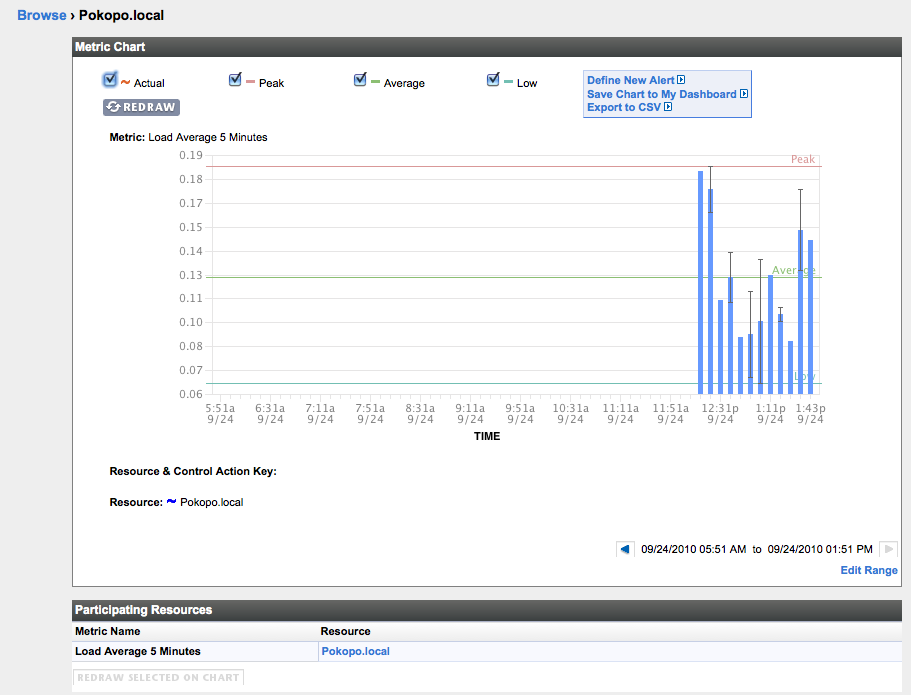 Browse › Pokopo.local
Metric Chart
Actual Peak Average Low
Define New Alert
Save Chart to My Dashboard
Export to CSV
REDRAW
Metric: Load Average 5 Minutes
0.19
Peak
0.18
0.17
0.15
0.14
0.13
Average
0.11
0.10
0.08
0.07
Low
0.06
5:51a 6:31a 7:11a 7:51a 8:31a 9:11a 9:51a 10:31a 11:11a 11:51a 12:31p 1:11p 1:43p
9/24 9/24 9/24 9/24 9/24 9/24 9/24 9/24 9/24 9/24 9/24 9/24 9/24
TIME
Resource & Control Action Key:
Resource: Pokopo.local
09/24/2010 05:51 AM to 09/24/2010 01:51 PM
Edit Range
Participating Resources
Metric Name Resource
Load Average 5 Minutes Pokopo.local
REDRAW SELECTED ON CHART